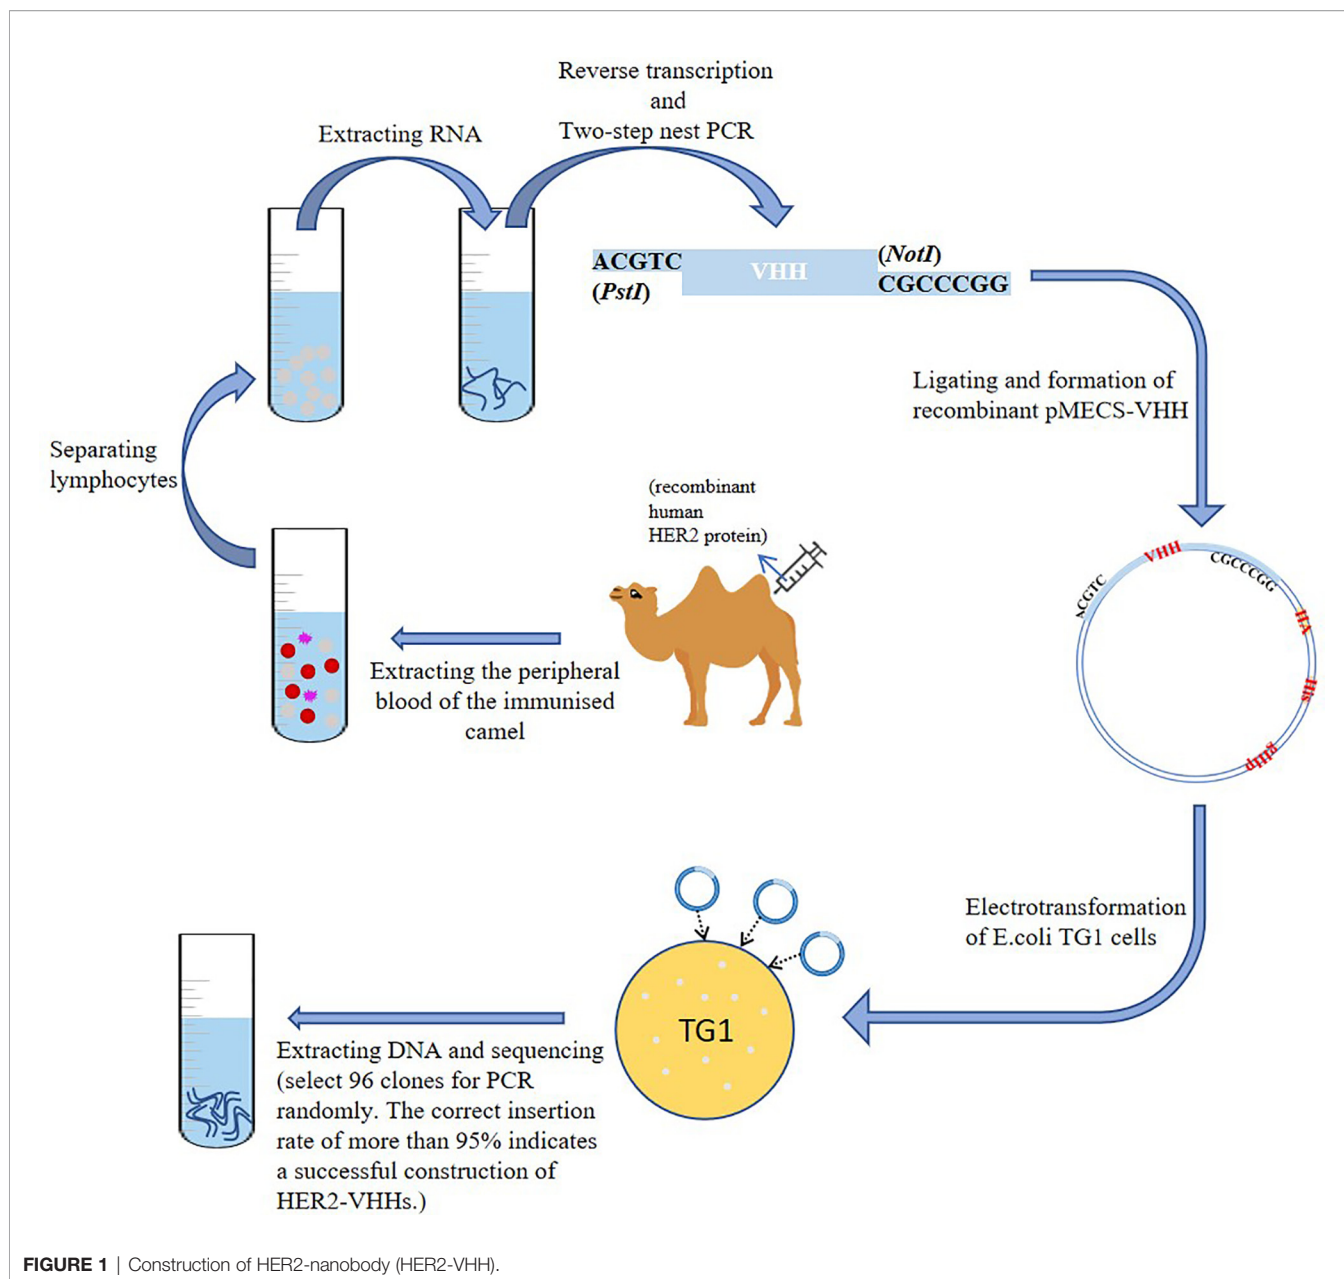 Reverse transcription
and
Two-step nest PCR
Extracting RNA
ACGTC
(PstI)
VHH
(NotI)
CGCCCGG
Ligating and formation of
recombinant pMECS-VHH
Separating
lymphocytes
(recombinant
human
HER2 protein)
Extracting the peripheral
blood of the immunised
camel
ACGTC
VHH
CGCCCGG
HA
His
gIIIp
Electrotransformation
of E.coli TG1 cells
TG1
Extracting DNA and sequencing
(select 96 clones for PCR
randomly. The correct insertion
rate of more than 95% indicates
a successful construction of
HER2-VHHs.)
FIGURE 1 | Construction of HER2-nanobody (HER2-VHH).